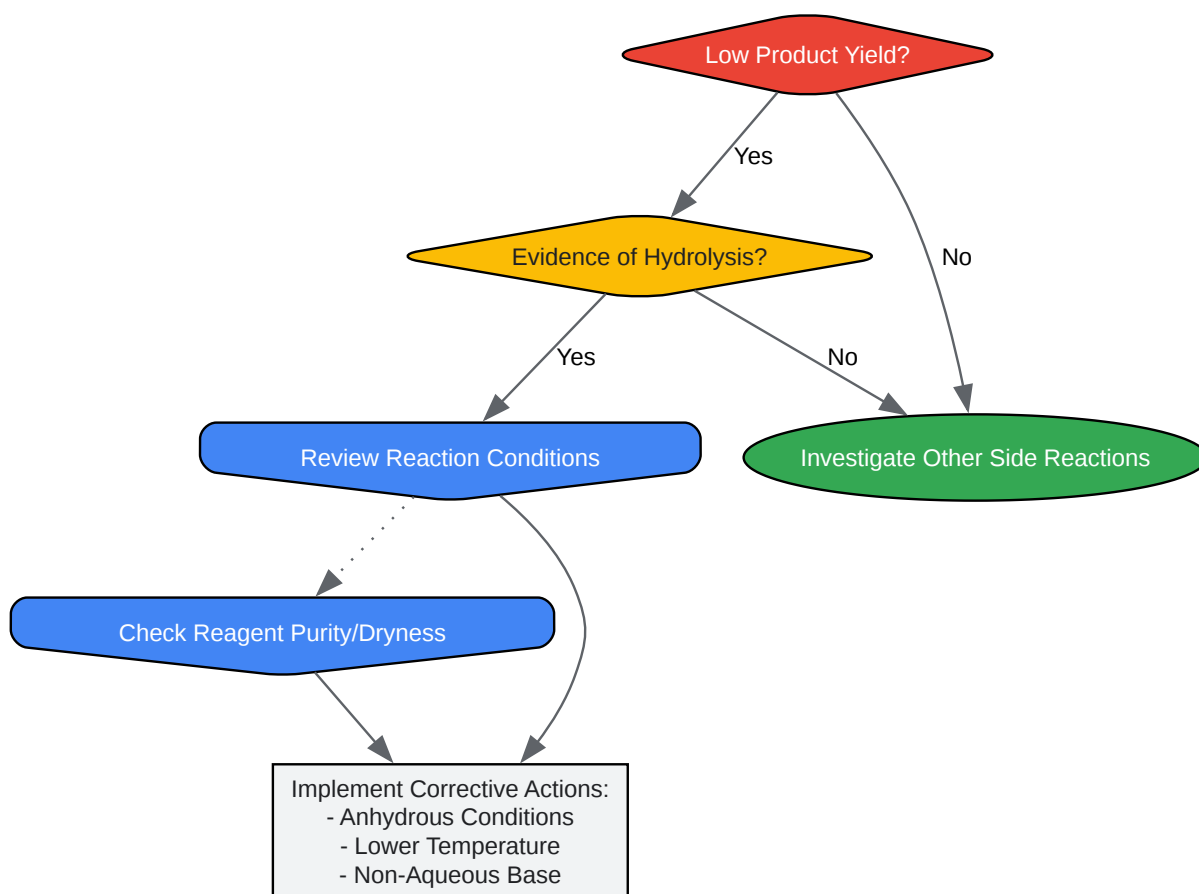 Low Product Yield?
Yes
Evidence of Hydrolysis?
No
Yes
No
Review Reaction Conditions
Investigate Other Side Reactions
Check Reagent Purity/Dryness
Implement Corrective Actions:
- Anhydrous Conditions
- Lower Temperature
- Non-Aqueous Base